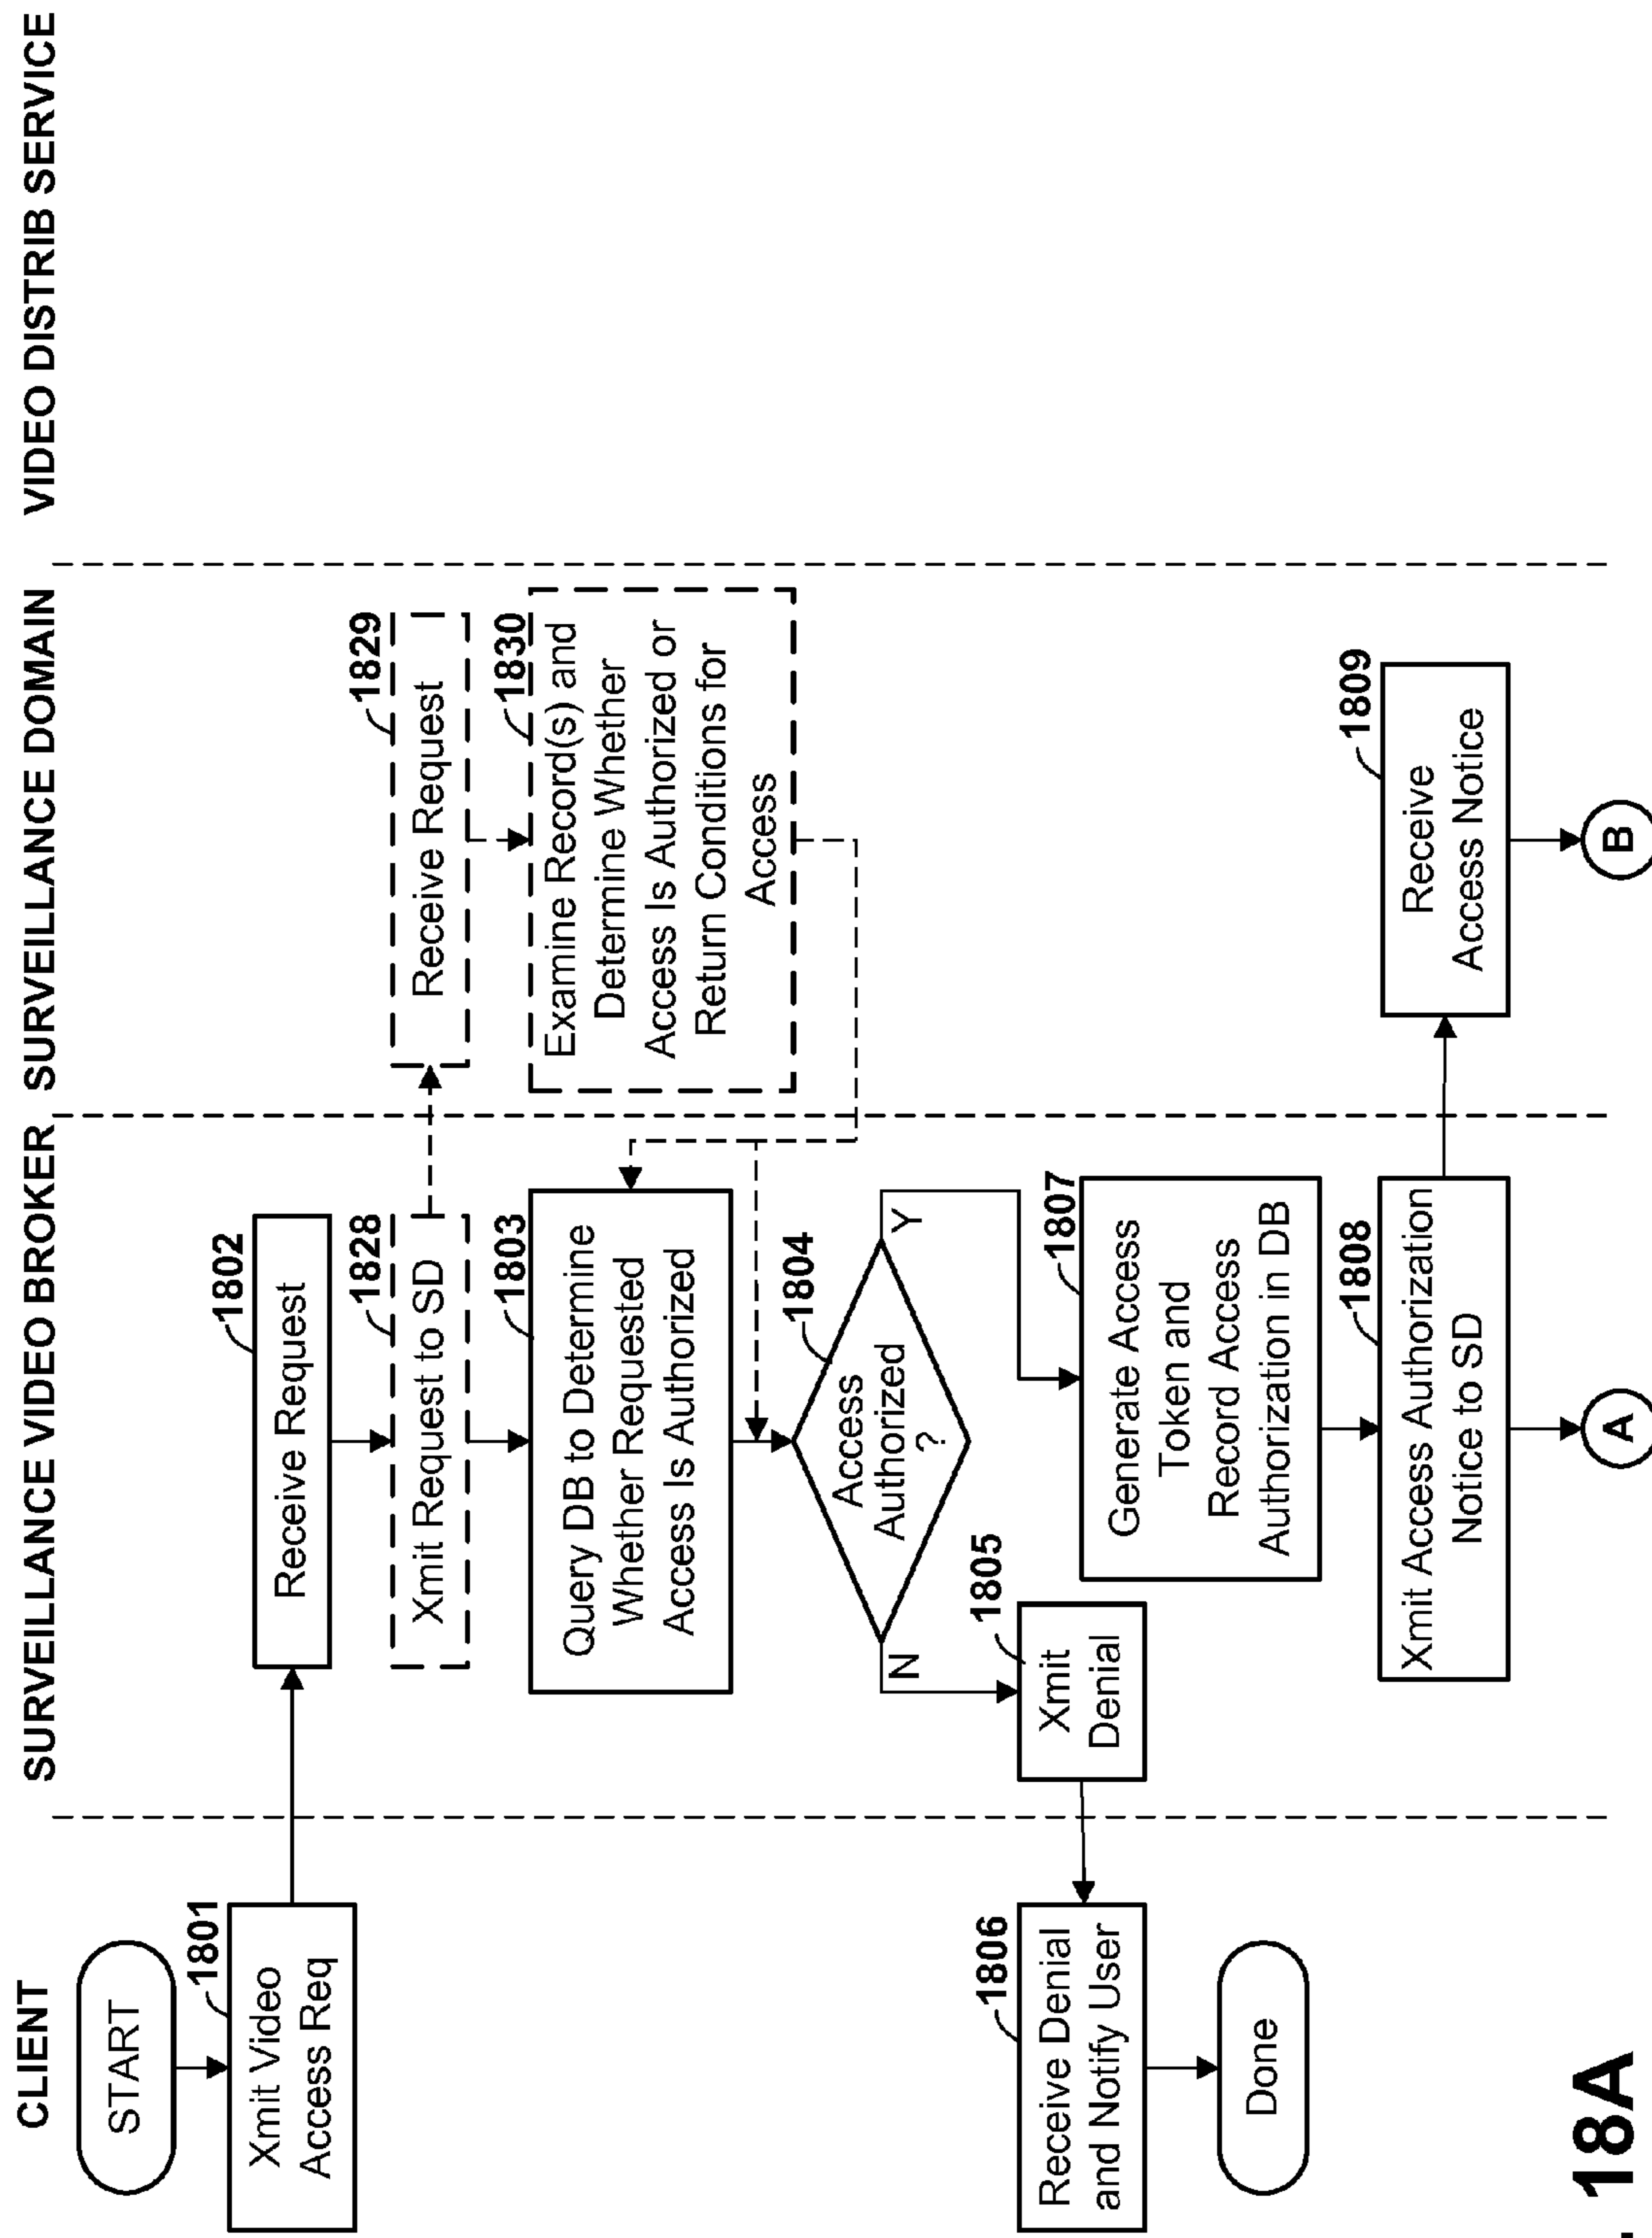 CLIENT
SURVEILLANCE VIDEO BROKER
SURVEILLANCE DOMAIN
VIDEO DISTRIB SERVICE
START
1801
Xmit Video
Access Req
1802
Receive Request
1828
Xmit Request to SD
1829
Receive Request
1803
Query DB to Determine
Whether Requested
Access Is Authorized
1830
Examine Record(s) and
Determine Whether
Access Is Authorized or
Return Conditions for
Access
1804
Access
Authorized
?
N
Y
1805
Xmit
Denial
1806
Receive Denial
and Notify User
Done
1807
Generate Access
Token and
Record Access
Authorization in DB
1808
Xmit Access Authorization
Notice to SD
1809
Receive
Access Notice
A
B
18A